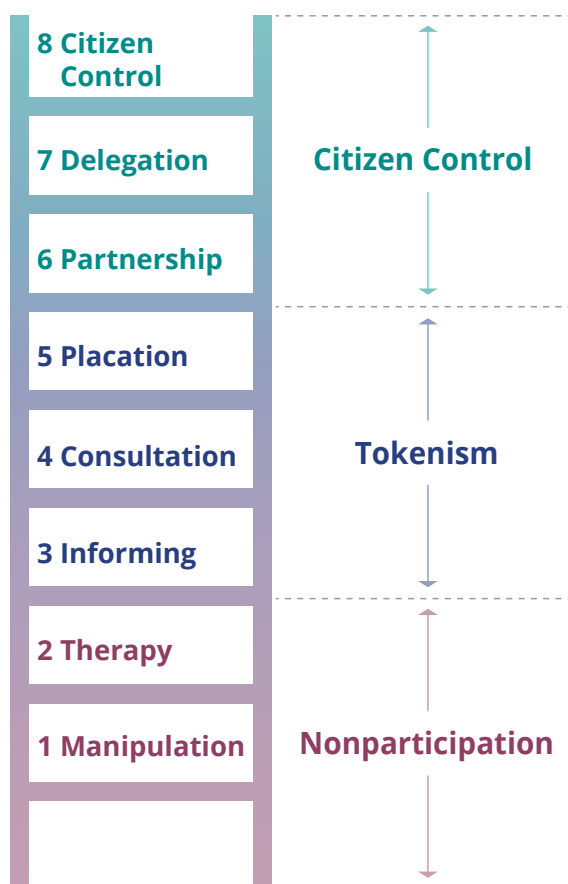 8 Citizen
Control
7 Delegation
Citizen Control
6 Partnership
5 Placation
4 Consultation
Tokenism
3 Informing
2 Therapy
1 Manipulation
Nonparticipation